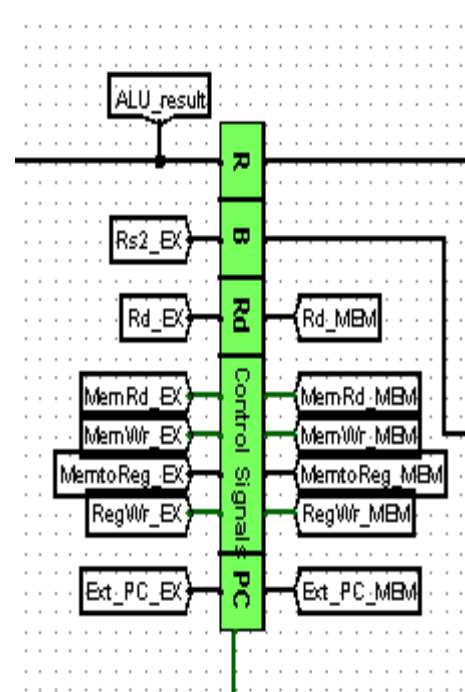 ALU_result
R
Rs2_EX
B
Rd_EX
Rd
Rd_MEM
MemRd_EX
MemRd_MEM
MemWr_EX
MemWr_MEM
MemtoReg_EX
MemtoReg_MEM
RegWr_EX
RegWr_MEM
Control Signals
Ext_PC_EX
PC
Ext_PC_MEM